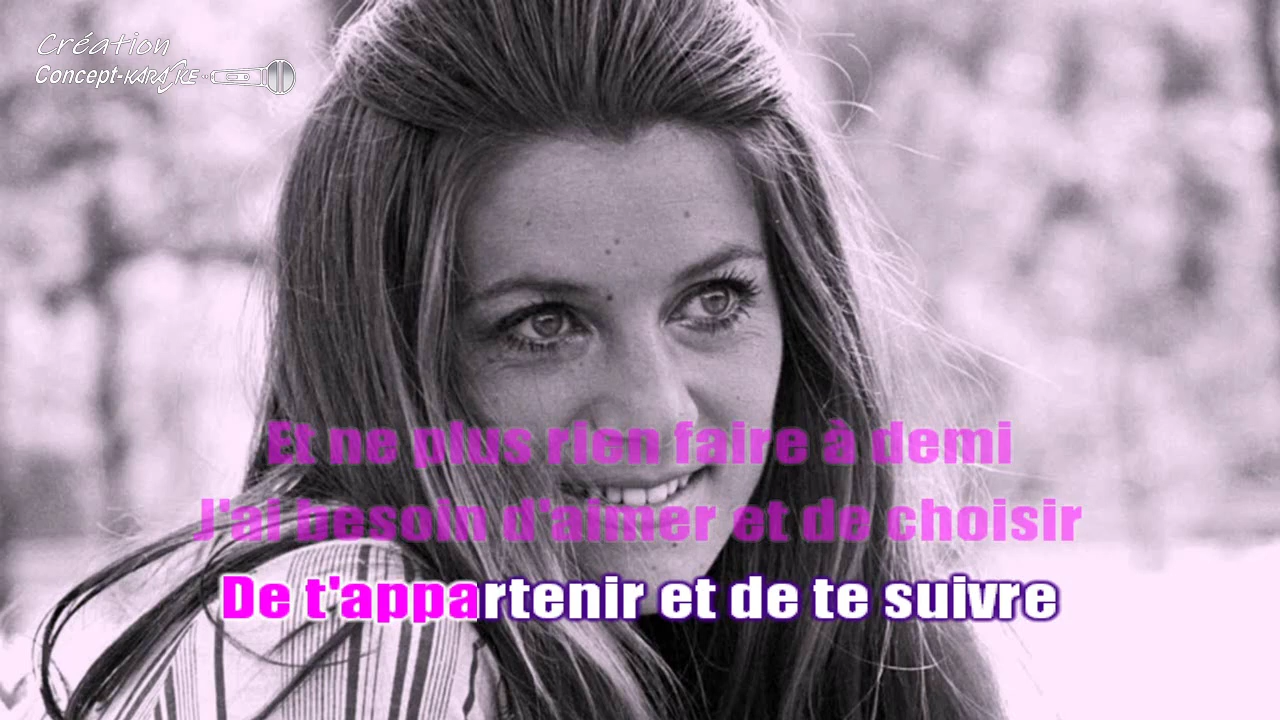 Création
Concept-KARAOKE
Et ne plus rien faire à demi
J'ai besoin d'aimer et de choisir
De t'appartenir et de te suivre